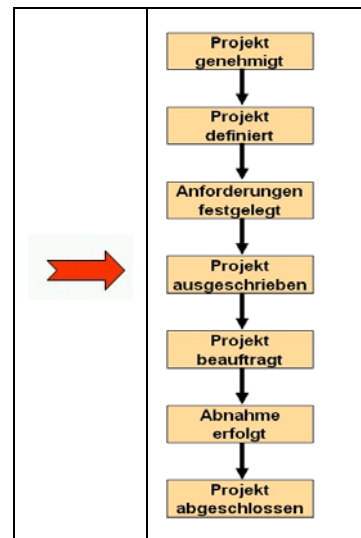 Projekt
genehmigt
Projekt
definiert
Anforderungen
festgelegt
Projekt
ausgeschrieben
Projekt
beauftragt
Abnahme
erfolgt
Projekt
abgeschlossen